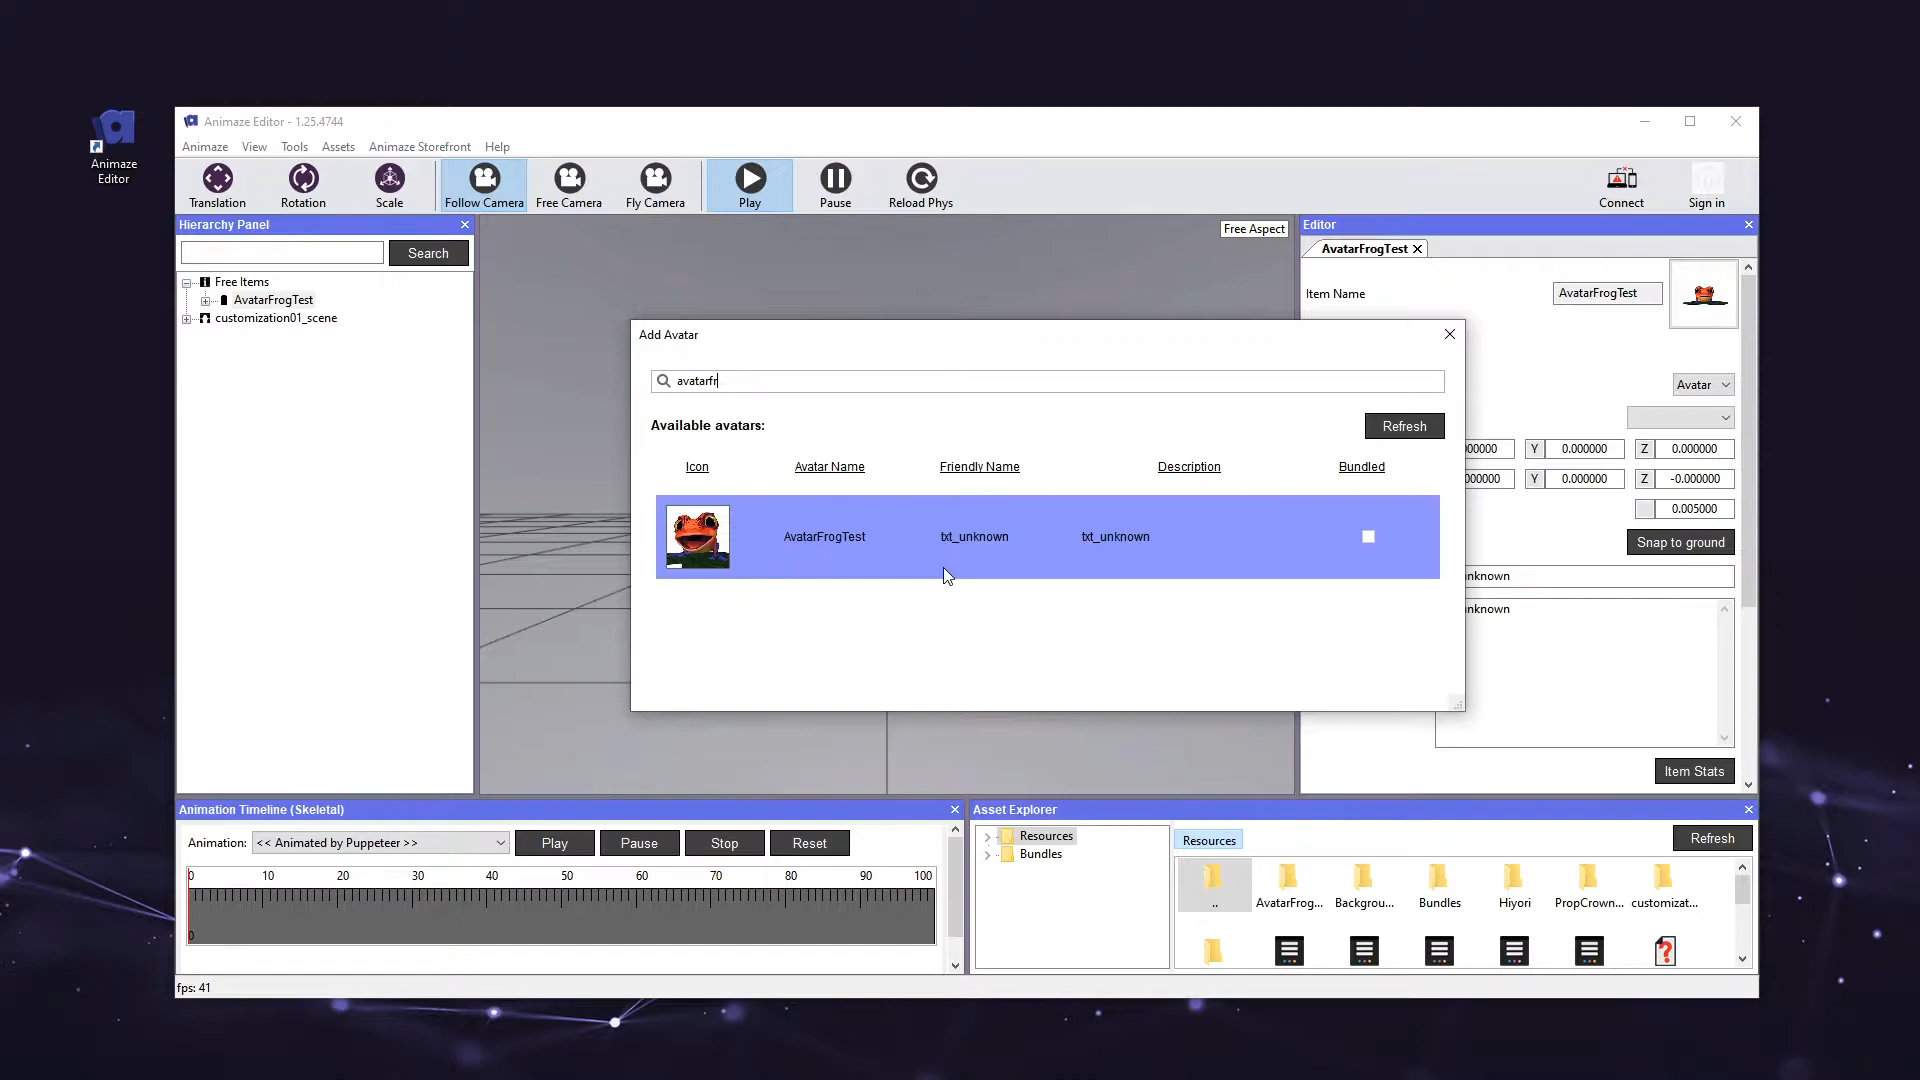 Animaze
Editor
Animaze Editor - 1.25.4744
Animaze View Tools Assets Animaze Storefront Help
Translation Rotation Scale Follow Camera Free Camera Fly Camera Play Pause Reload Phys Connect Sign in
Hierarchy Panel
Search
Free Items
AvatarFrogTest
customization01_scene
Free Aspect
Editor
AvatarFrogTest
Item Name AvatarFrogTest
Avatar
00000 Y 0.000000 Z 0.000000
00000 Y 0.000000 Z -0.000000
0.005000
Snap to ground
nknown
nknown
Item Stats
Add Avatar
avatarfr
Available avatars:
Refresh
Icon Avatar Name Friendly Name Description Bundled
AvatarFrogTest txt_unknown txt_unknown
Animation Timeline (Skeletal)
Animation: << Animated by Puppeteer >> Play Pause Stop Reset
0 10 20 30 40 50 60 70 80 90 100
0
Asset Explorer
Resources
Bundles
Resources
Refresh
.. AvatarFrog... Backgrou... Bundles Hiyori PropCrown... customizat...
fps: 41